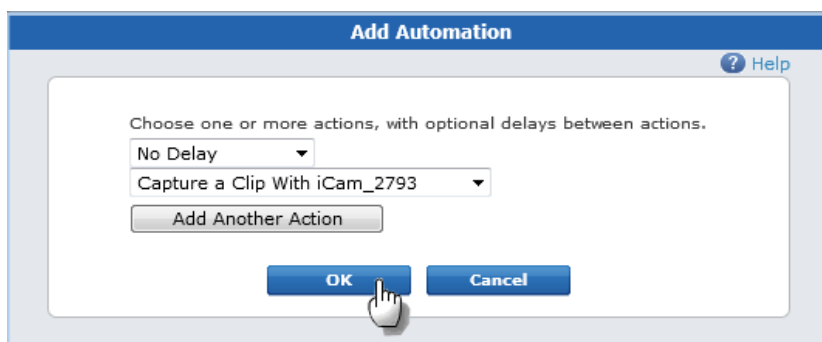 Add Automation
? Help
Choose one or more actions, with optional delays between actions.
No Delay
Capture a Clip With iCam_2793
Add Another Action
OK Cancel